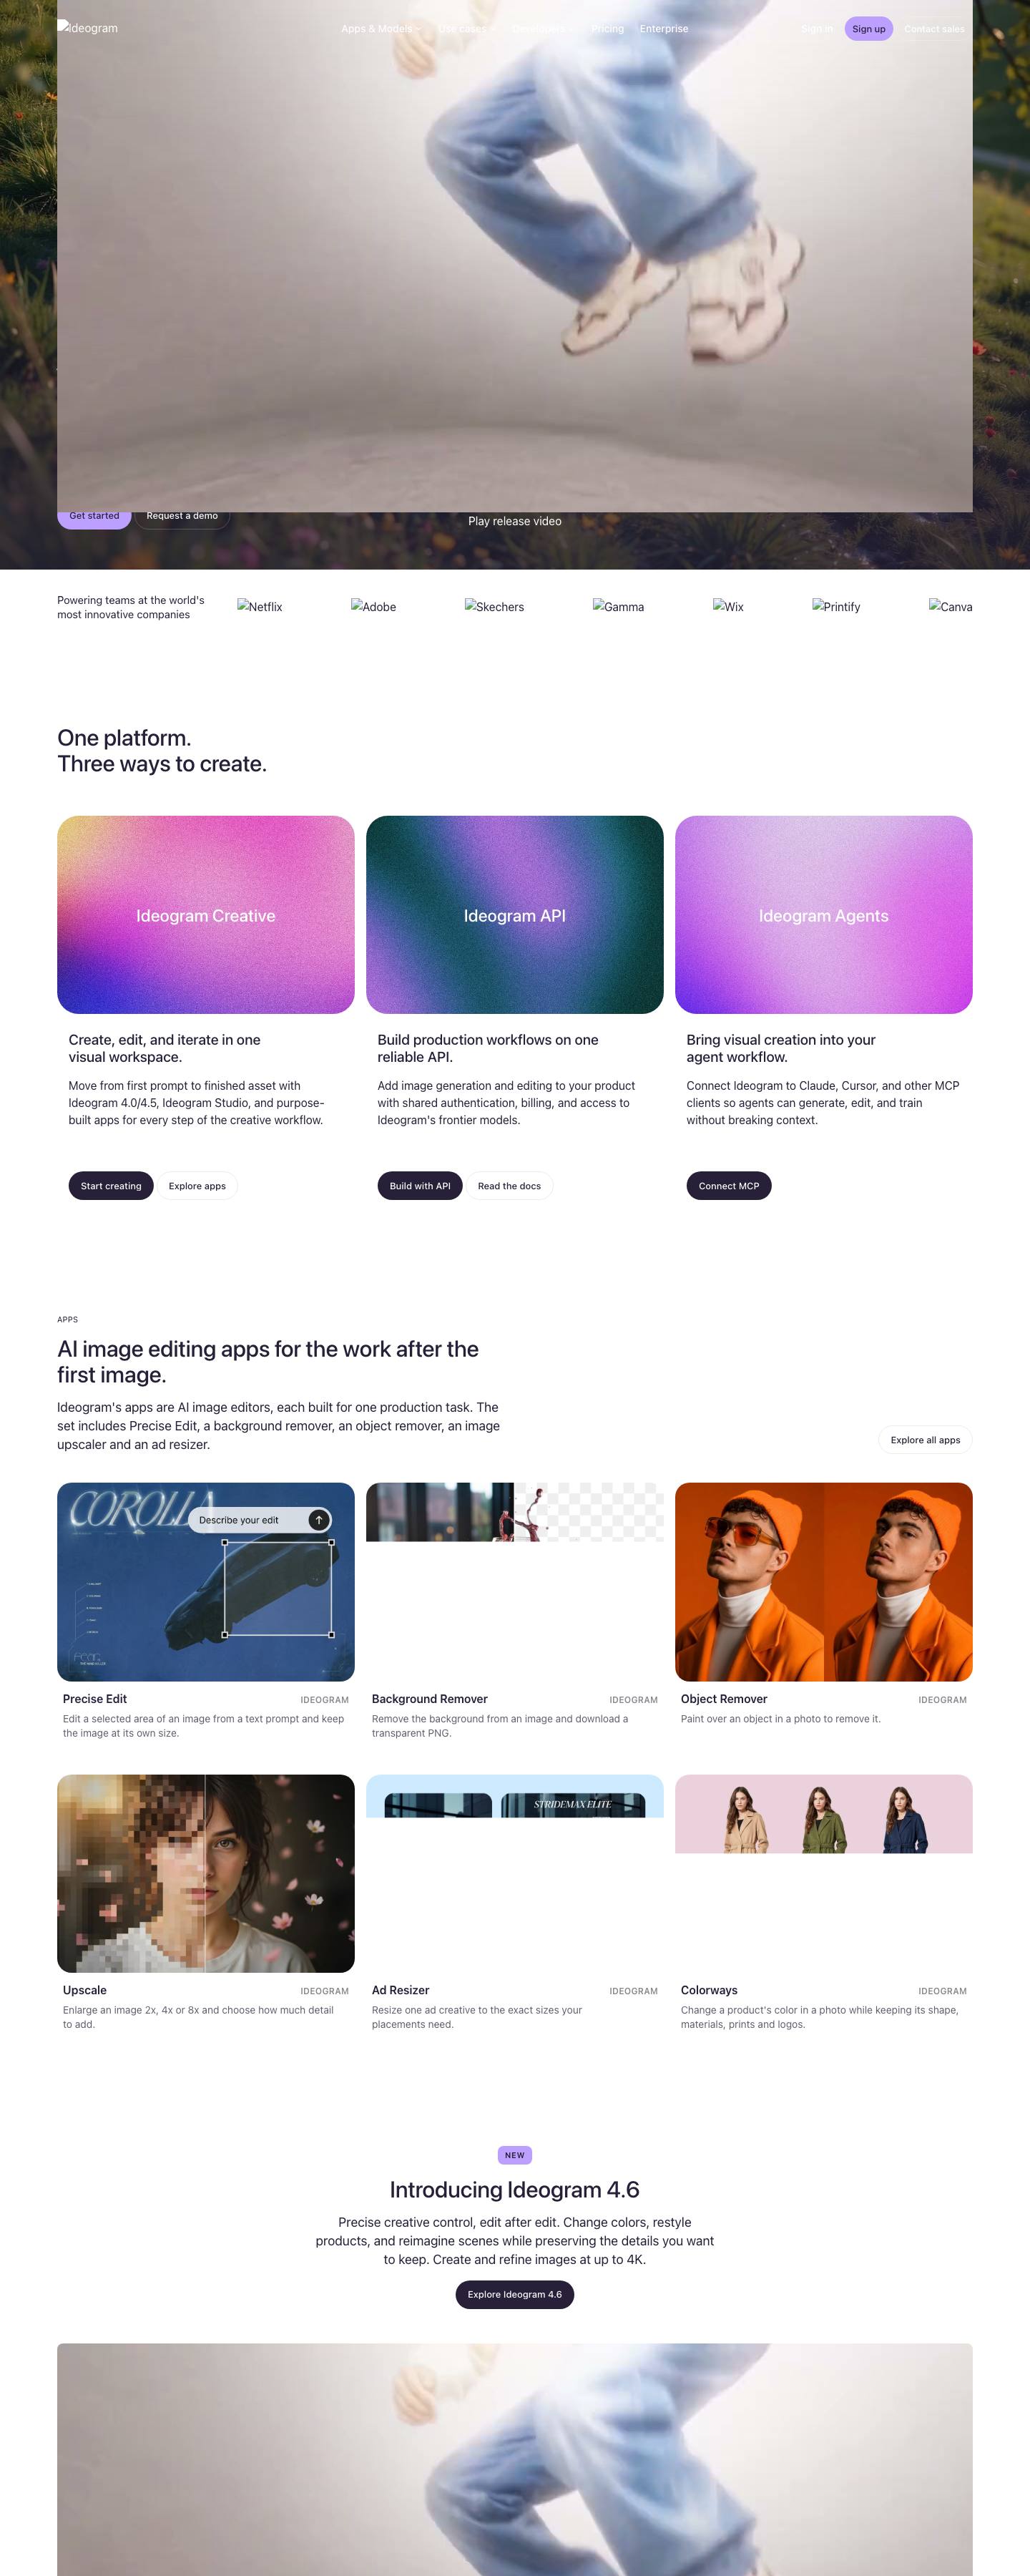 Ideogram
Apps & Models
Use cases
Pricing
Enterprise
Sign in
Sign up
Contact sales
Get started
Request a demo
Play release video
Powering teams at the world's
most innovative companies
Netflix
Adobe
Skechers
Gamma
Wix
Printify
Canva
One platform.
Three ways to create.
Ideogram Creative
Ideogram API
Ideogram Agents
Create, edit, and iterate in one
visual workspace.
Move from first prompt to finished asset with
Ideogram 4.0/4.5, Ideogram Studio, and purpose-
built apps for every step of the creative workflow.
Start creating
Explore apps
Build production workflows on one
reliable API.
Add image generation and editing to your product
with shared authentication, billing, and access to
Ideogram's frontier models.
Build with API
Read the docs
Bring visual creation into your
agent workflow.
Connect Ideogram to Claude, Cursor, and other MCP
clients so agents can generate, edit, and train
without breaking context.
Connect MCP
APPS
AI image editing apps for the work after the
first image.
Ideogram's apps are AI image editors, each built for one production task. The
set includes Precise Edit, a background remover, an object remover, an image
upscaler and an ad resizer.
Explore all apps
COROLLA
Describe your edit
Precise Edit
IDEOGRAM
Edit a selected area of an image from a text prompt and keep
the image at its own size.
Background Remover
IDEOGRAM
Remove the background from an image and download a
transparent PNG.
Object Remover
IDEOGRAM
Paint over an object in a photo to remove it.
STRIDEMAX ELITE
Upscale
IDEOGRAM
Enlarge an image 2x, 4x or 8x and choose how much detail
to add.
Ad Resizer
IDEOGRAM
Resize one ad creative to the exact sizes your
placements need.
Colorways
IDEOGRAM
Change a product's color in a photo while keeping its shape,
materials, prints and logos.
NEW
Introducing Ideogram 4.6
Precise creative control, edit after edit. Change colors, restyle
products, and reimagine scenes while preserving the details you want
to keep. Create and refine images at up to 4K.
Explore Ideogram 4.6